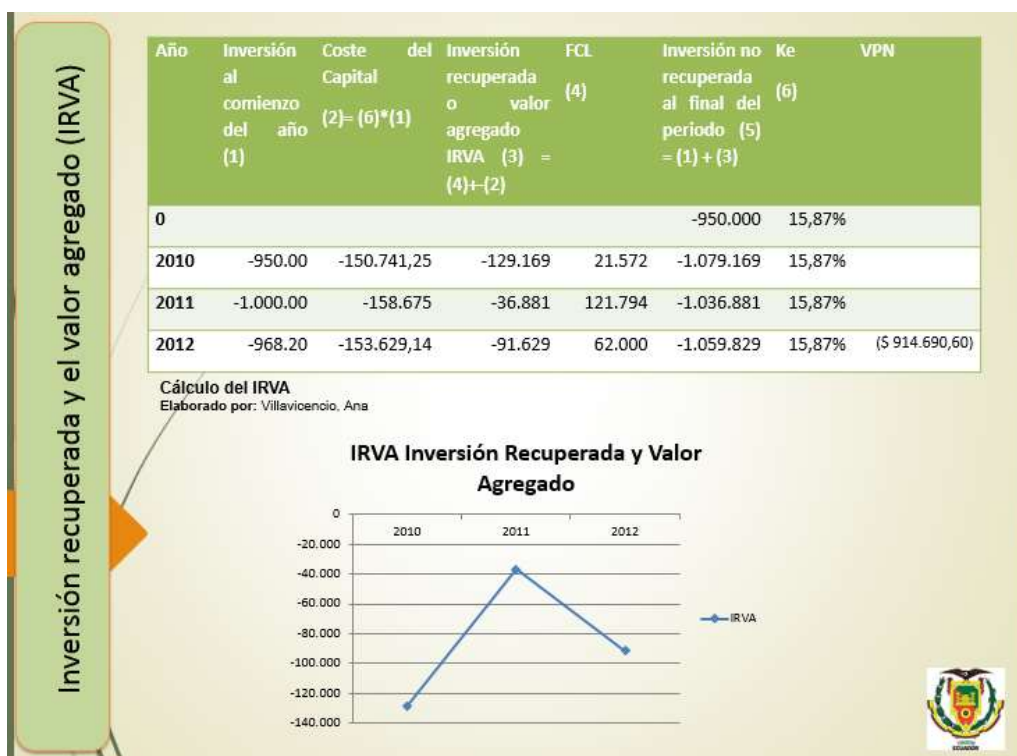 Inversión recuperada y el valor agregado (IRVA)
Año Inversión Coste del Inversión FCL Inversión no Ke VPN
al Capital recuperada (4) recuperada (6)
comienzo (2)= (6)*(1) o valor al final del
del año agregado periodo (5)
(1) IRVA (3) = = (1) + (3)
(4)+-(2)
0 -950.000 15,87%
2010 -950.00 -150.741,25 -129.169 21.572 -1.079.169 15,87%
2011 -1.000.00 -158.675 -36.881 121.794 -1.036.881 15,87%
2012 -968.20 -153.629,14 -91.629 62.000 -1.059.829 15,87% ($ 914.690,60)
Cálculo del IRVA
Elaborado por: Villavicencio, Ana
IRVA Inversión Recuperada y Valor
Agregado
0
2010 2011 2012
-20.000
-40.000
-60.000
-80.000
-100.000
-120.000
-140.000
IRVA
ECUADOR